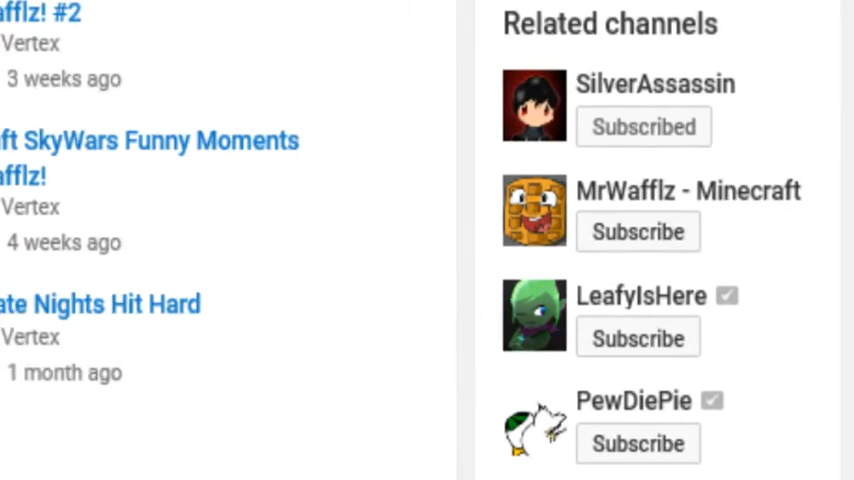 afflz! #2
Vertex
3 weeks ago
ft SkyWars Funny Moments
afflz!
Vertex
4 weeks ago
ate Nights Hit Hard
Vertex
1 month ago
Related channels
SilverAssassin
Subscribed
MrWafflz - Minecraft
Subscribe
LeafyIsHere
Subscribe
PewDiePie
Subscribe